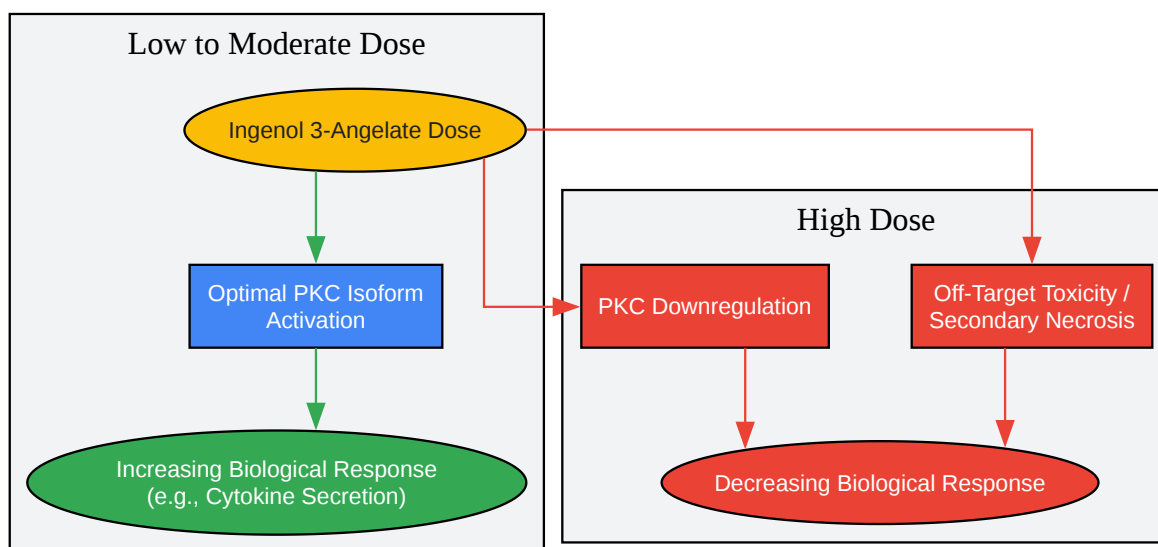 Low to Moderate Dose
Ingenol 3-Angelate Dose
Optimal PKC Isoform
Activation
Increasing Biological Response
(e.g., Cytokine Secretion)
High Dose
PKC Downregulation
Off-Target Toxicity /
Secondary Necrosis
Decreasing Biological Response